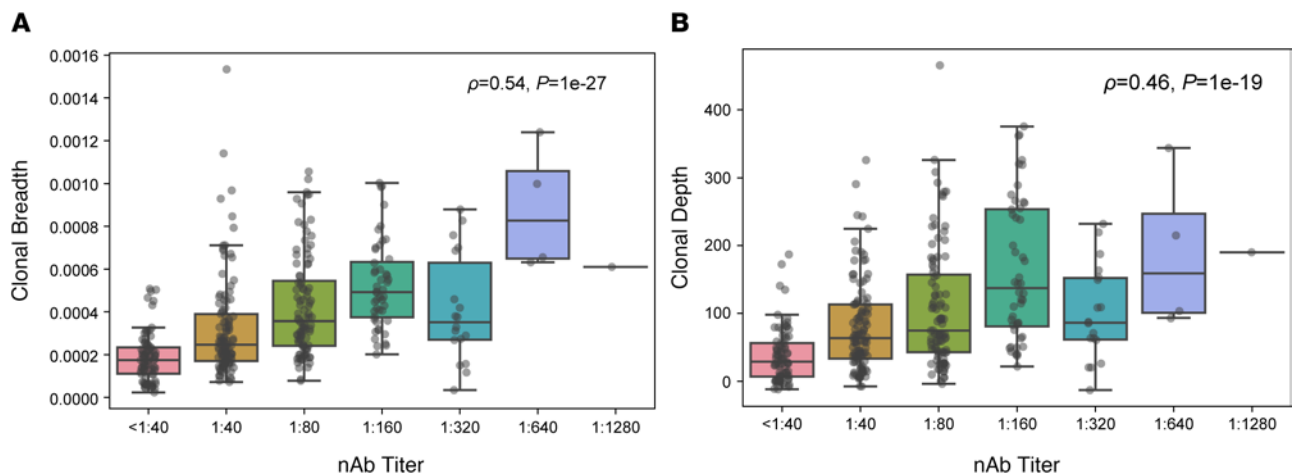 A
ρ=0.54, P=1e-27
0.0016
0.0014
0.0012
0.0010
0.0008
0.0006
0.0004
0.0002
0.0000
Clonal Breadth
<1:40 1:40 1:80 1:160 1:320 1:640 1:1280
nAb Titer
B
ρ=0.46, P=1e-19
400
300
200
100
0
Clonal Depth
<1:40 1:40 1:80 1:160 1:320 1:640 1:1280
nAb Titer